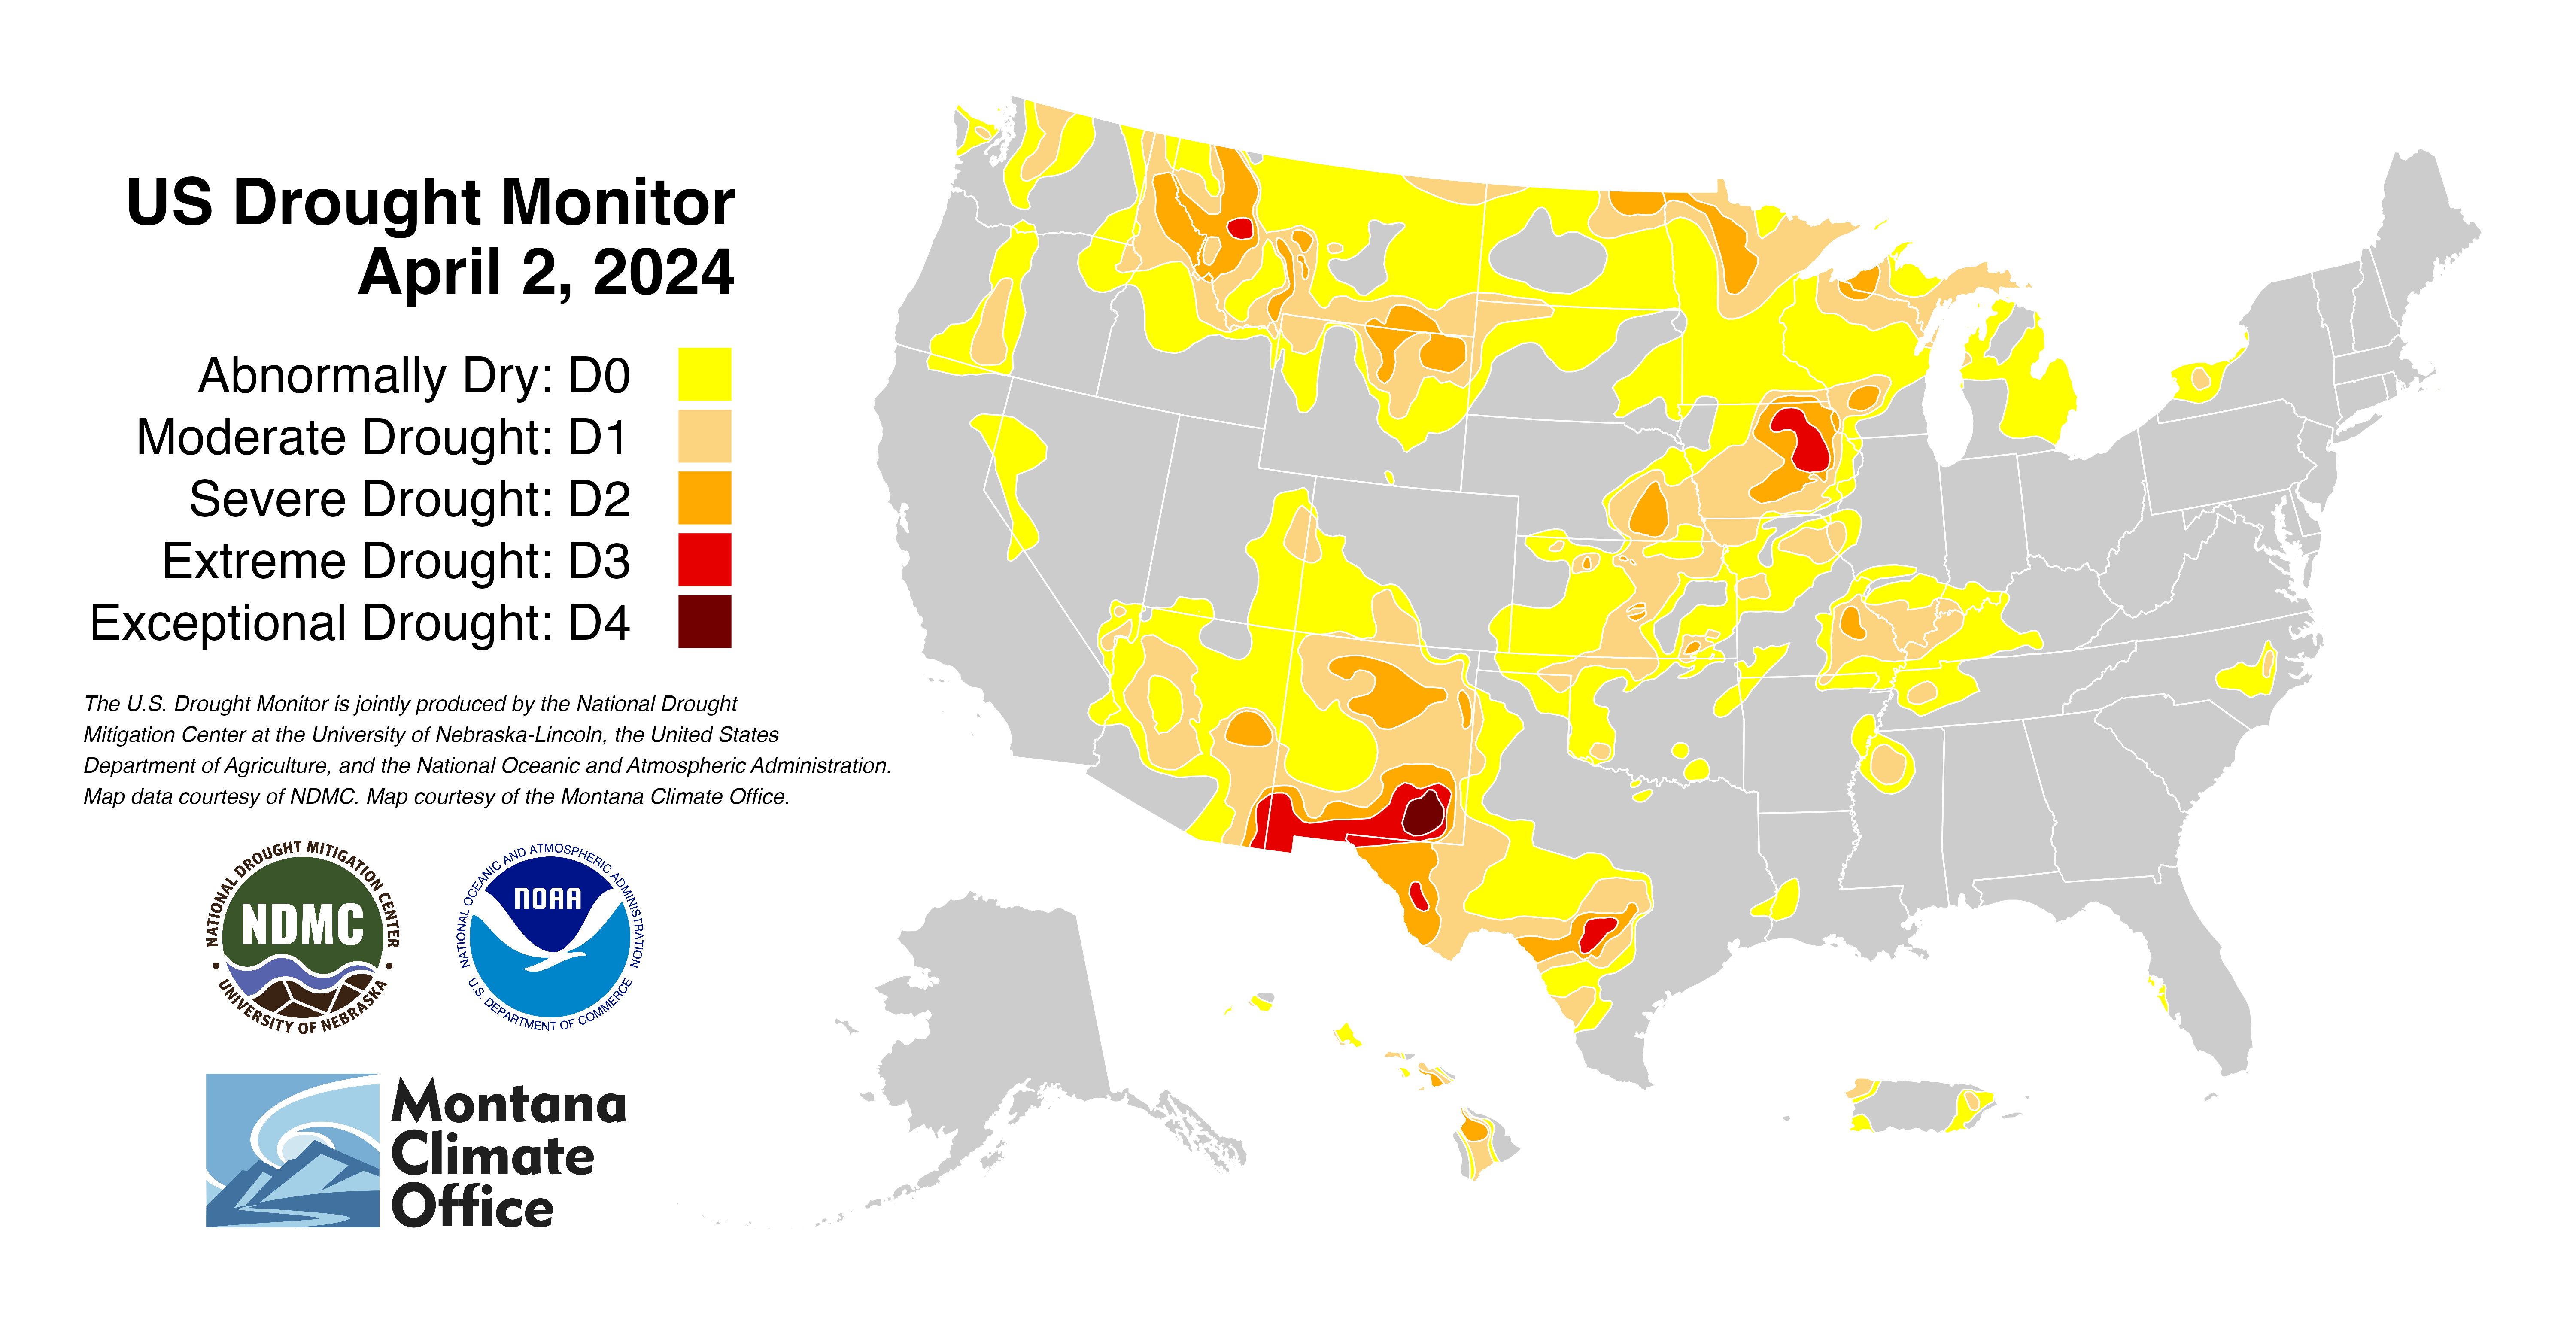 US Drought Monitor
April 2, 2024
Abnormally Dry: D0
Moderate Drought: D1
Severe Drought: D2
Extreme Drought: D3
Exceptional Drought: D4
The U.S. Drought Monitor is jointly produced by the National Drought
Mitigation Center at the University of Nebraska-Lincoln, the United States
Department of Agriculture, and the National Oceanic and Atmospheric Administration.
Map data courtesy of NDMC. Map courtesy of the Montana Climate Office.
NATIONAL DROUGHT MITIGATION CENTER
NDMC
UNIVERSITY OF NEBRASKA
NATIONAL OCEANIC AND ATMOSPHERIC ADMINISTRATION
NOAA
U.S. DEPARTMENT OF COMMERCE
Montana
Climate
Office